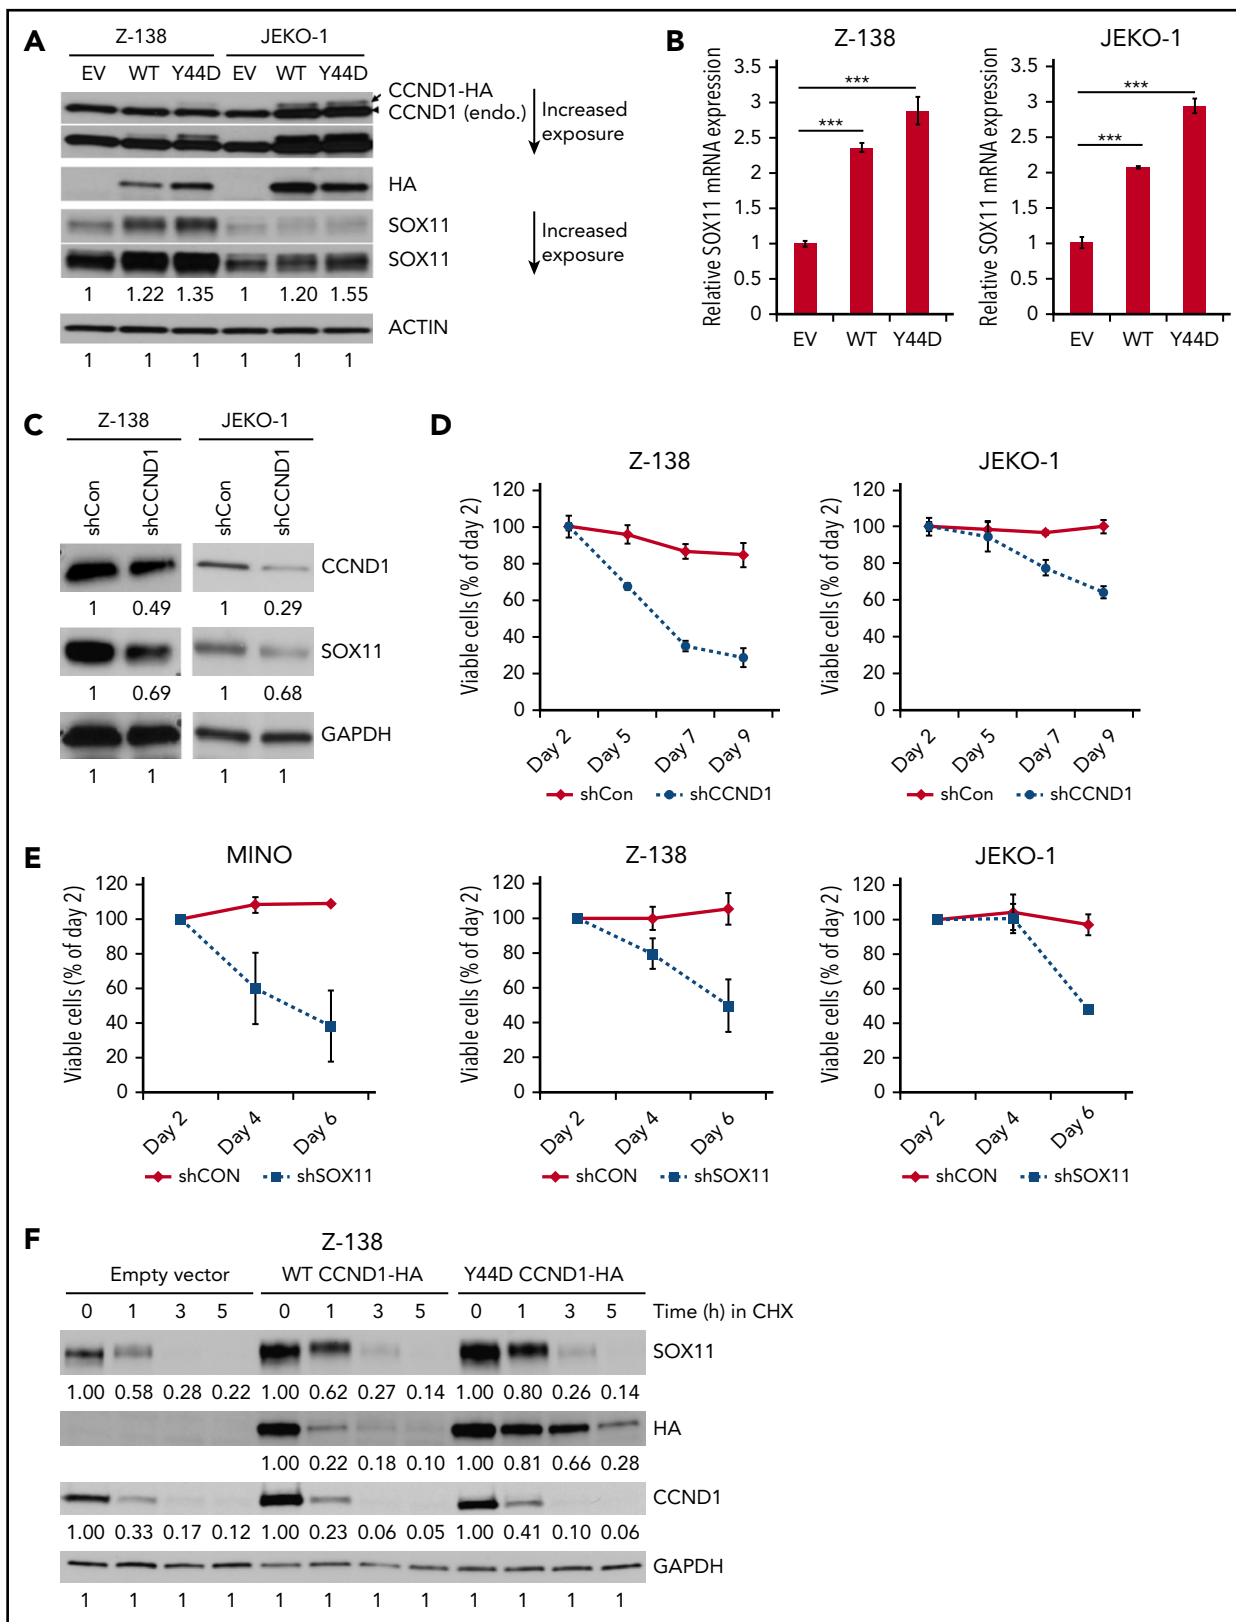 A
Z-138 JEKO-1
EV WT Y44D EV WT Y44D
CCND1-HA
CCND1 (endo.)
Increased exposure
HA
SOX11
SOX11
Increased exposure
1 1.22 1.35 1 1.20 1.55
ACTIN
1 1 1 1 1 1
B
Z-138
Relative SOX11 mRNA expression
3.5
3
2.5
2
1.5
1
0.5
0
***
***
EV WT Y44D
JEKO-1
Relative SOX11 mRNA expression
3.5
3
2.5
2
1.5
1
0.5
0
***
***
EV WT Y44D
C
Z-138 JEKO-1
shCon shCCND1 shCon shCCND1
CCND1
1 0.49 1 0.29
SOX11
1 0.69 1 0.68
GAPDH
1 1 1 1
D
Z-138
Viable cells (% of day 2)
120
100
80
60
40
20
0
Day 2 Day 5 Day 7 Day 9
shCon shCCND1
JEKO-1
Viable cells (% of day 2)
120
100
80
60
40
20
0
Day 2 Day 5 Day 7 Day 9
shCon shCCND1
E
MINO
Viable cells (% of day 2)
120
100
80
60
40
20
0
Day 2 Day 4 Day 6
shCON shSOX11
Z-138
Viable cells (% of day 2)
120
100
80
60
40
20
0
Day 2 Day 4 Day 6
shCON shSOX11
JEKO-1
Viable cells (% of day 2)
120
100
80
60
40
20
0
Day 2 Day 4 Day 6
shCON shSOX11
F
Z-138
Empty vector WT CCND1-HA Y44D CCND1-HA
0 1 3 5 0 1 3 5 0 1 3 5 Time (h) in CHX
SOX11
1.00 0.58 0.28 0.22 1.00 0.62 0.27 0.14 1.00 0.80 0.26 0.14
HA
1.00 0.22 0.18 0.10 1.00 0.81 0.66 0.28
CCND1
1.00 0.33 0.17 0.12 1.00 0.23 0.06 0.05 1.00 0.41 0.10 0.06
GAPDH
1 1 1 1 1 1 1 1 1 1 1 1